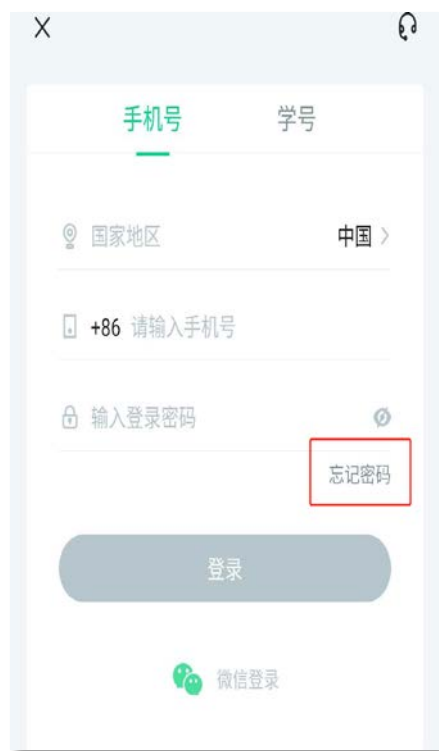 手机号 学号
国家地区 中国
+86 请输入手机号
输入登录密码
忘记密码
登录
微信登录